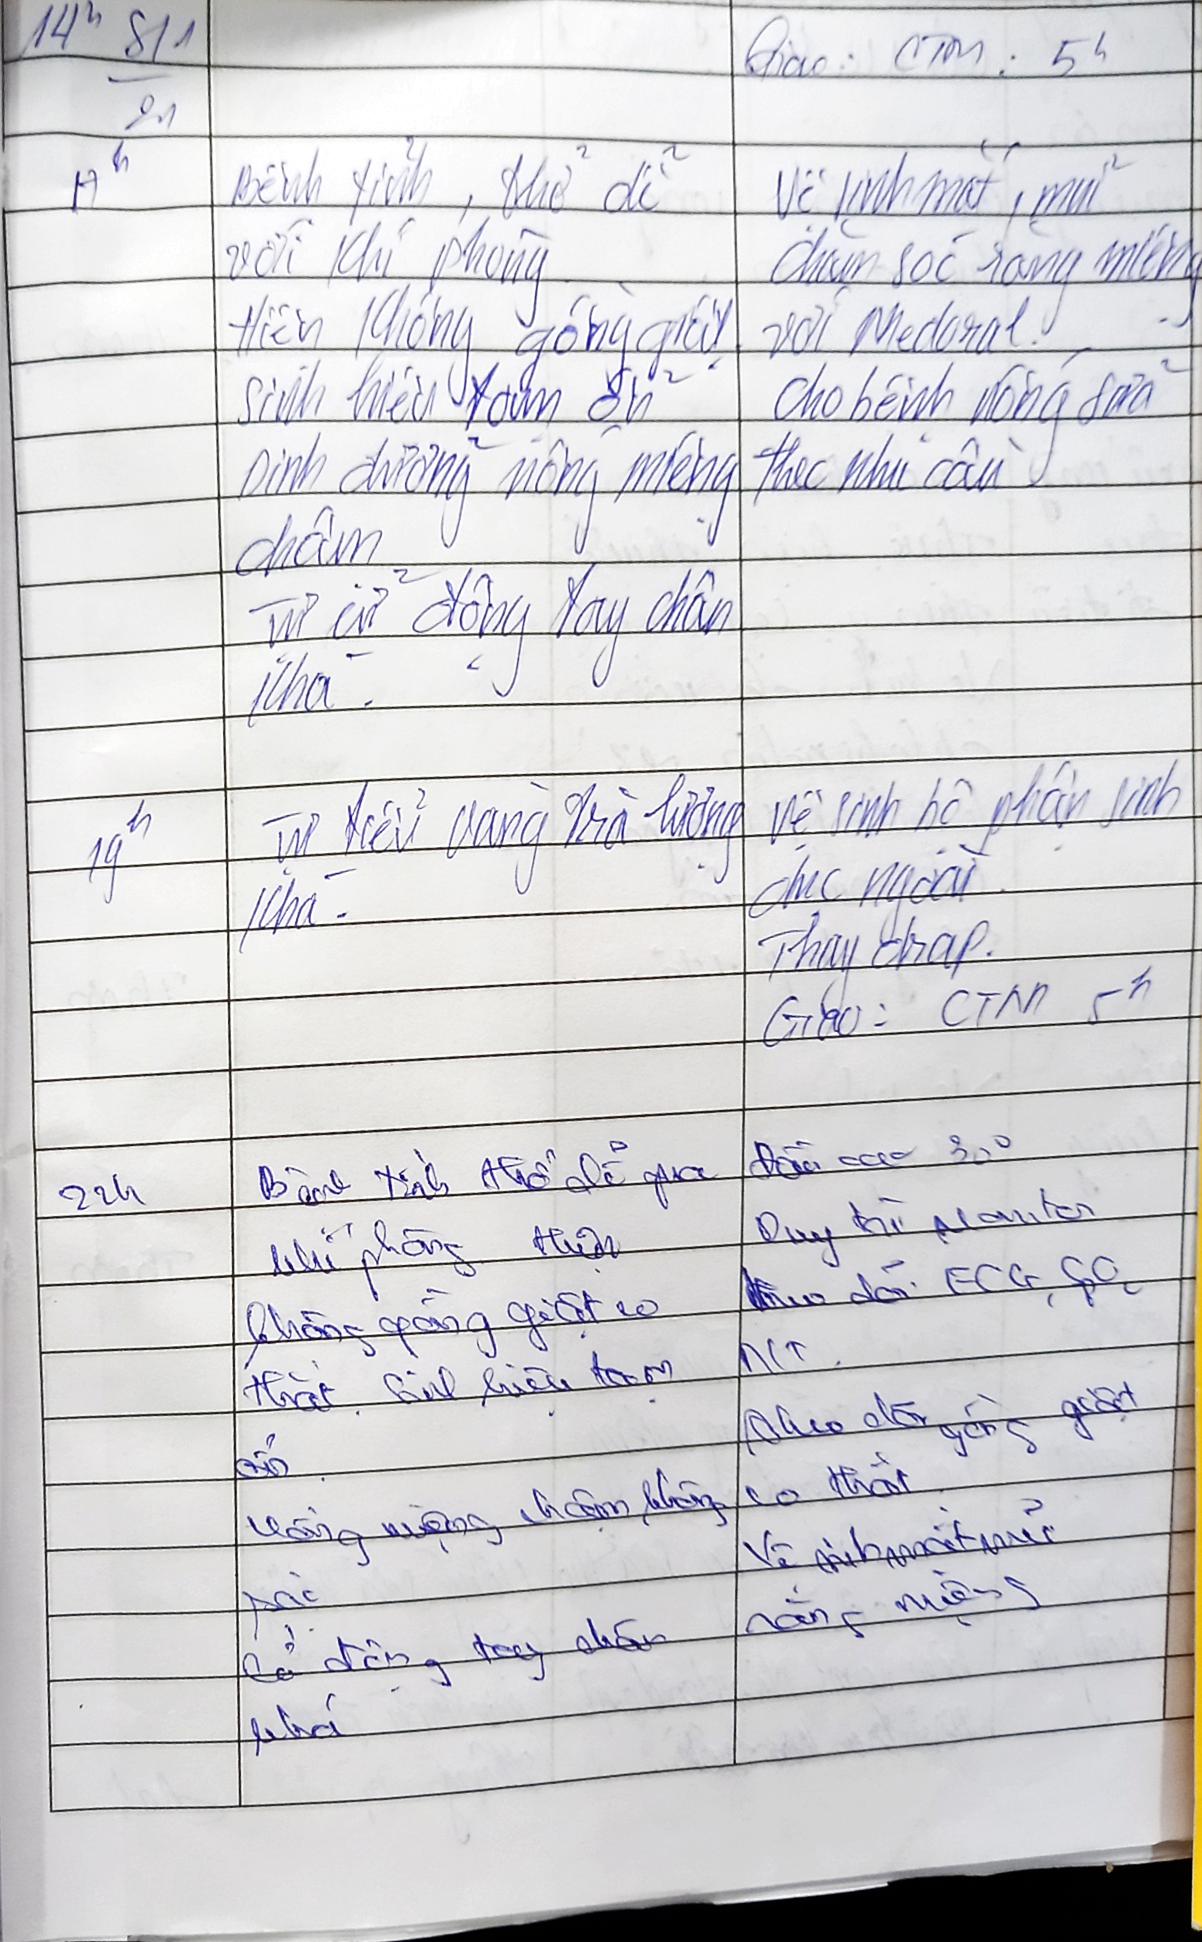 14h 8/1
21
Giao: CTM: 5h
17h
Bệnh tỉnh, thở dễ
với khí phòng
Hiện không gồng giật.
Sinh hiệu tạm ổn
Dinh dưỡng uống miếng
chậm
Tự cử động tay chân
khá.
Vệ sinh mắt, mũi
chăm sóc răng miệng
với Medoral.
cho bệnh uống sữa
theo nhu cầu
19h
Tự tiểu vàng trà lượng
khá.
Vệ sinh bộ phận sinh
dục ngoài.
Thay drap.
Giao: CTM 5h
22h
Bệnh tỉnh thở dễ qua
khí phòng hiện
không gồng giật co
thắt. Sinh hiệu tạm
ổn.
uống miệng chậm không
sặc
Cử động tay chân
khá
Đầu cao 30°
Duy trì Monitor
theo dõi ECG, SpO2
NCT.
Theo dõi gồng giật
co thắt.
Vệ sinh mắt mũi
răng miệng